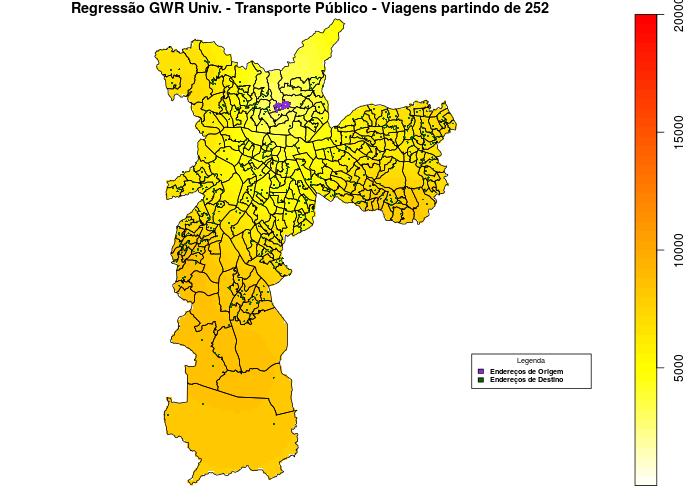 Regressão GWR Univ. - Transporte Público - Viagens partindo de 252
20000
15000
10000
5000
Legenda
Endereços de Origem
Endereços de Destino